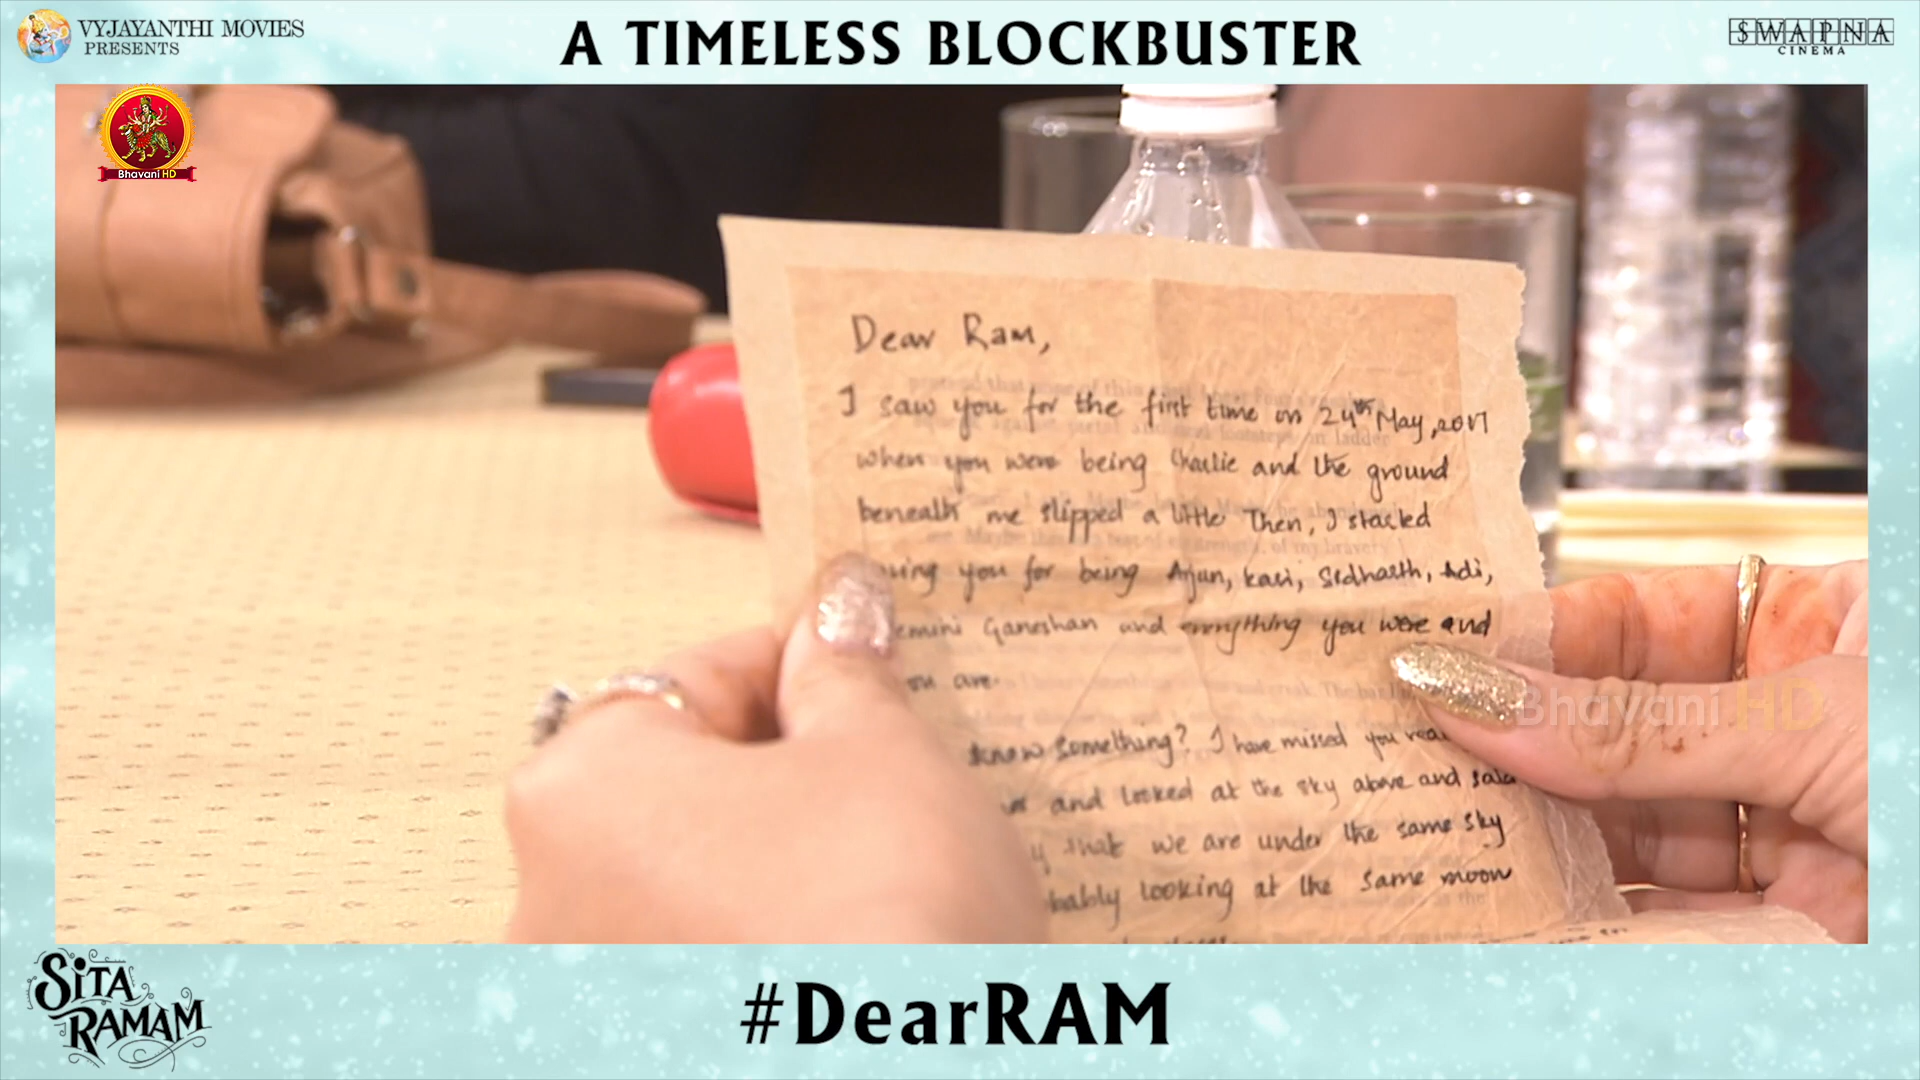 VYJAYANTHI MOVIES
PRESENTS
A TIMELESS BLOCKBUSTER
SWAPNA
CINEMA
Bhavani HD
Dear Ram,
I saw you for the first time on 24th May, 2017
when you were being Charlie and the ground
beneath me slipped a little Then, I started
you for being Arjun, kasi, Sidharth, Adi,
Ganeshan and everything you were and
are.
know something? I have missed you
and looked at the sky above and
that we are under the same sky
looking at the same moon
Bhavani HD
SiTA
RAMAM
#DearRAM